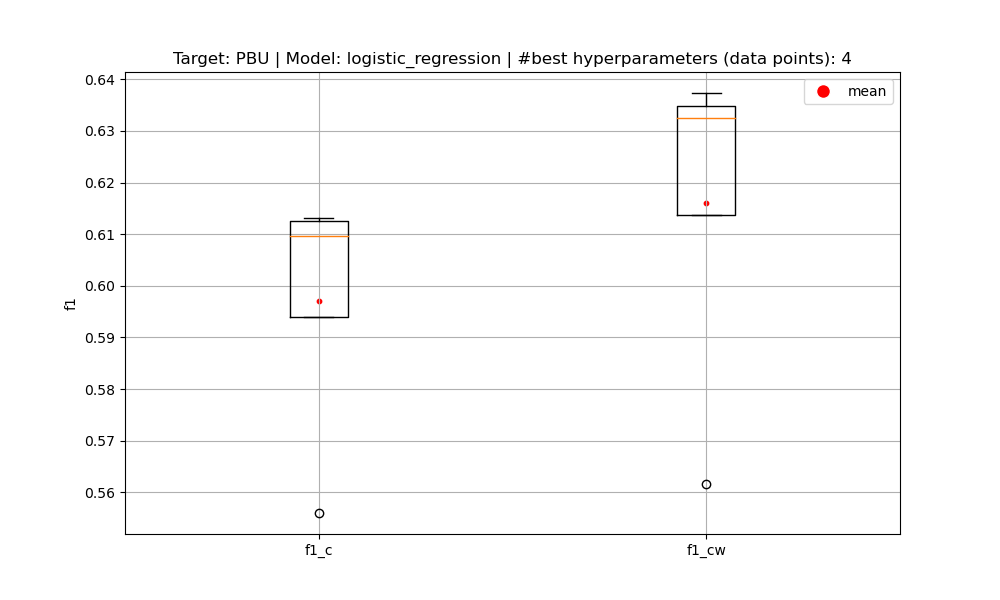 Target: PBU | Model: logistic_regression | #best hyperparameters (data points): 4
mean
0.64
0.63
0.62
0.61
0.60
0.59
0.58
0.57
0.56
f1
f1_c
f1_cw